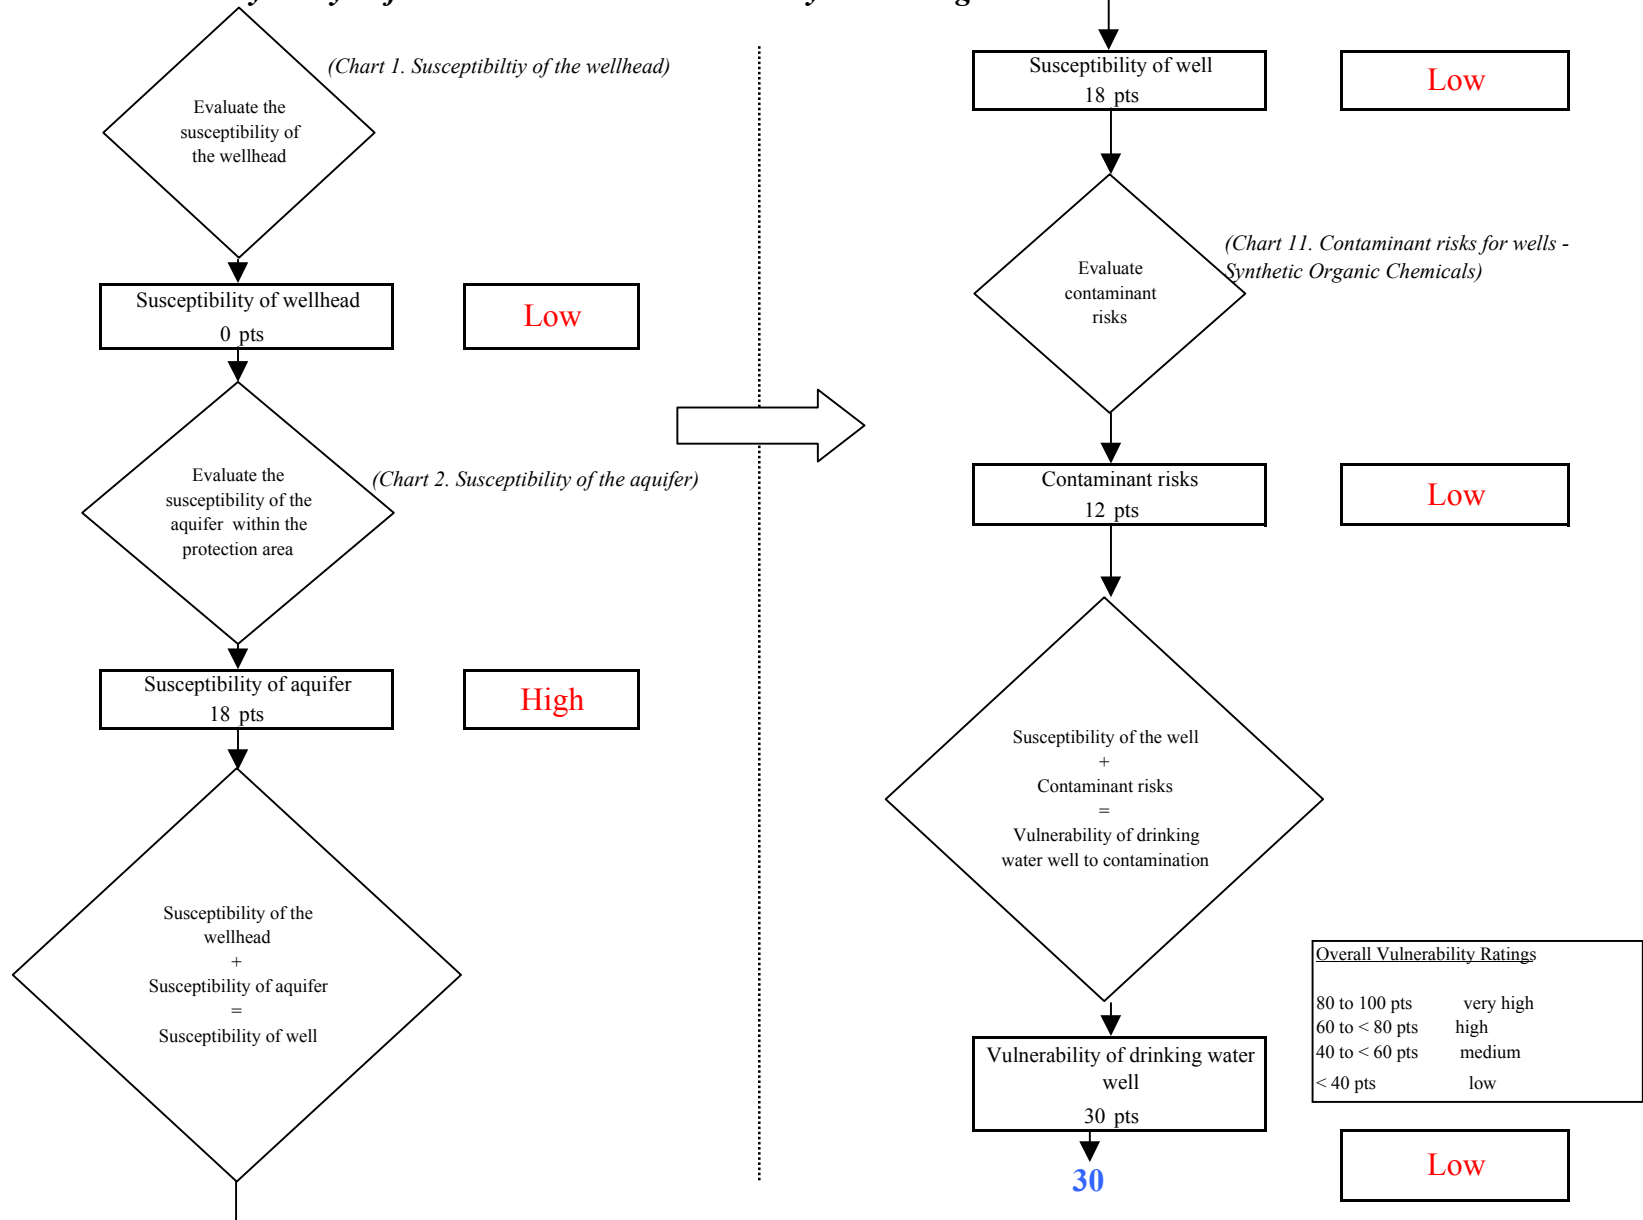 (Chart 1. Susceptibiltiy of the wellhead)
Evaluate the
susceptibility of
the wellhead
Susceptibility of wellhead
0 pts
Low
Evaluate the
susceptibility of the
aquifer within the
protection area
(Chart 2. Susceptibility of the aquifer)
Susceptibility of aquifer
18 pts
High
Susceptibility of the
wellhead
+
Susceptibility of aquifer
=
Susceptibility of well
Susceptibility of well
18 pts
Low
Evaluate
contaminant
risks
(Chart 11. Contaminant risks for wells -
Synthetic Organic Chemicals)
Contaminant risks
12 pts
Low
Susceptibility of the well
+
Contaminant risks
=
Vulnerability of drinking
water well to contamination
Vulnerability of drinking water
well
30 pts
30
Overall Vulnerability Ratings
80 to 100 pts very high
60 to < 80 pts high
40 to < 60 pts medium
< 40 pts low
Low